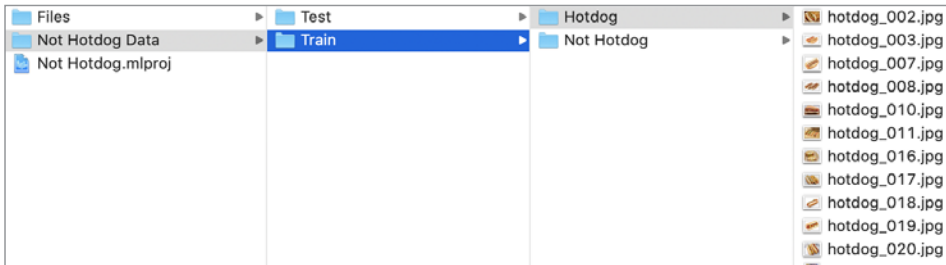 Files
Not Hotdog Data
Not Hotdog.mlproj
Test
Train
Hotdog
Not Hotdog
hotdog_002.jpg
hotdog_003.jpg
hotdog_007.jpg
hotdog_008.jpg
hotdog_010.jpg
hotdog_011.jpg
hotdog_016.jpg
hotdog_017.jpg
hotdog_018.jpg
hotdog_019.jpg
hotdog_020.jpg